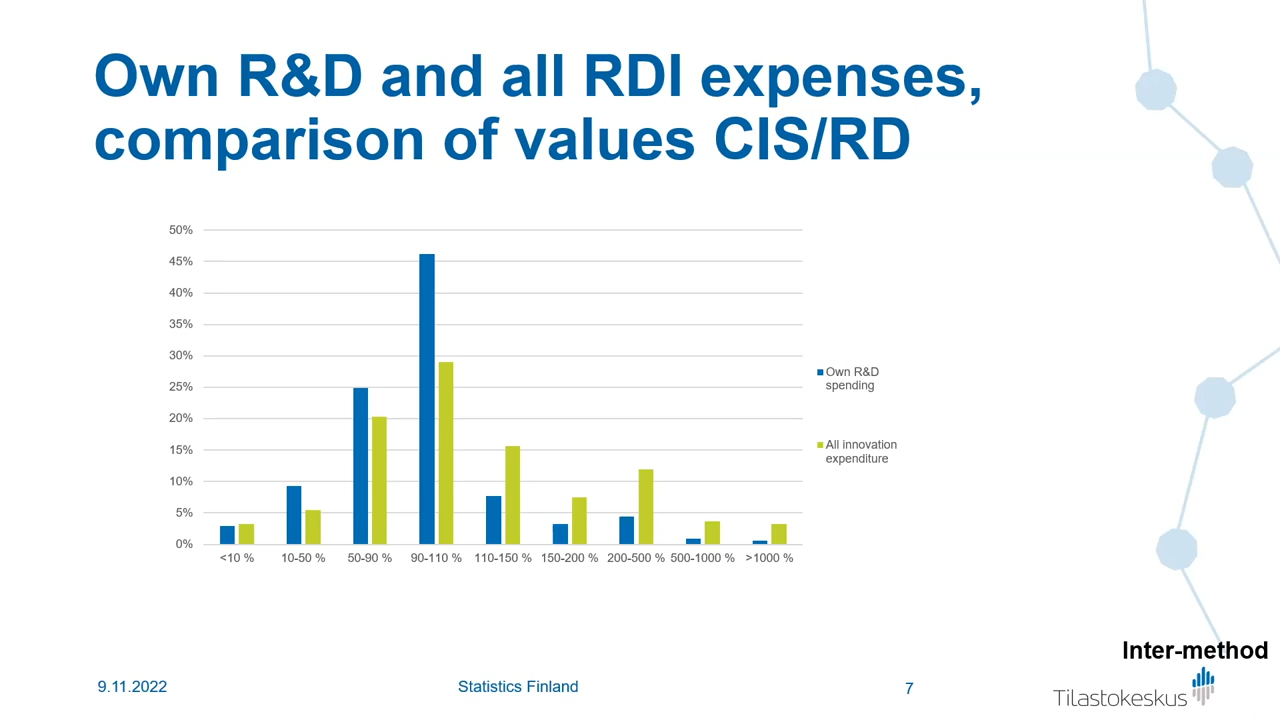 Own R&D and all RDI expenses,
comparison of values CIS/RD
50%
45%
40%
35%
30%
25%
20%
15%
10%
5%
0%
<10 %
10-50 %
50-90 %
90-110 %
110-150 %
150-200 %
200-500 %
500-1000 %
>1000 %
Own R&D
spending
All innovation
expenditure
Inter-method
9.11.2022
Statistics Finland
7
Tilastokeskus